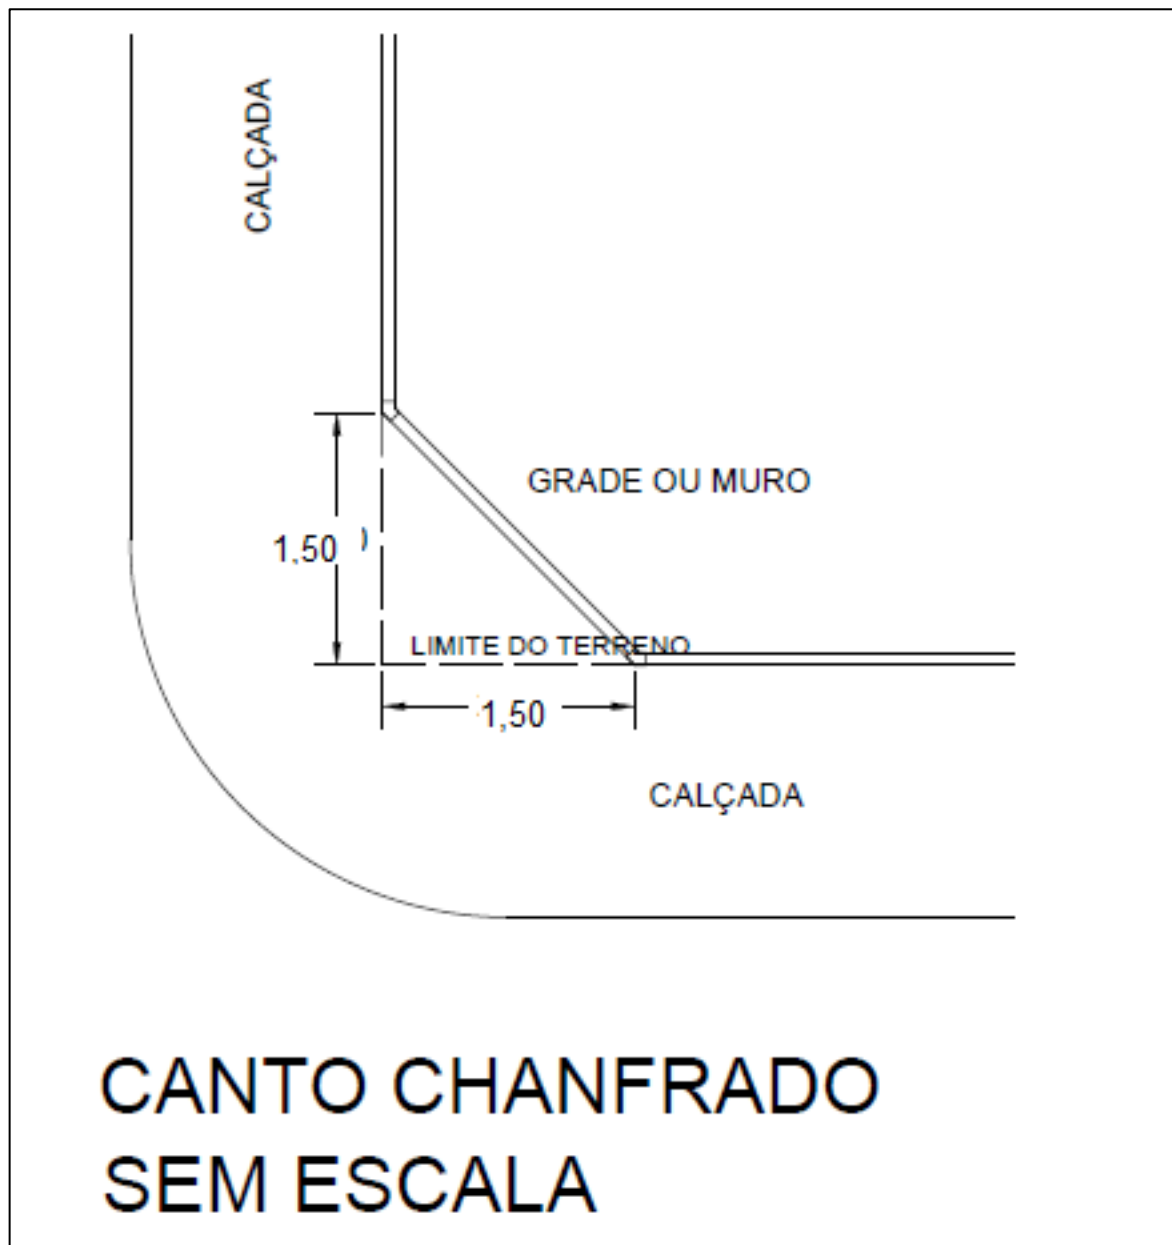 CALÇADA
GRADE OU MURO
1,50
LIMITE DO TERRENO
1,50
CALÇADA
CANTO CHANFRADO
SEM ESCALA